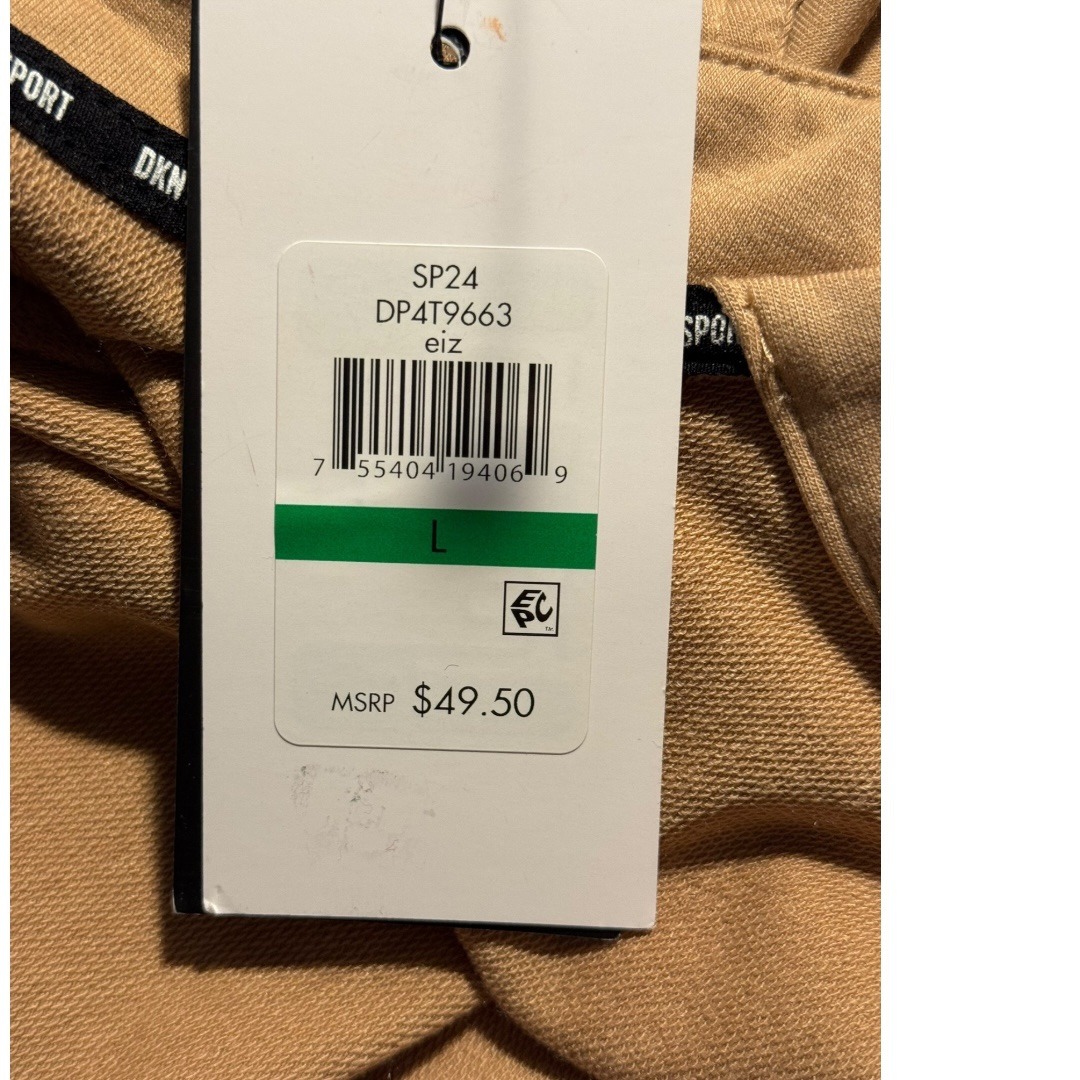 SPORT
DKN
SP24
DP4T9663
eiz
SPOR
7 55404 19406 9
L
EPC
MSRP $49.50